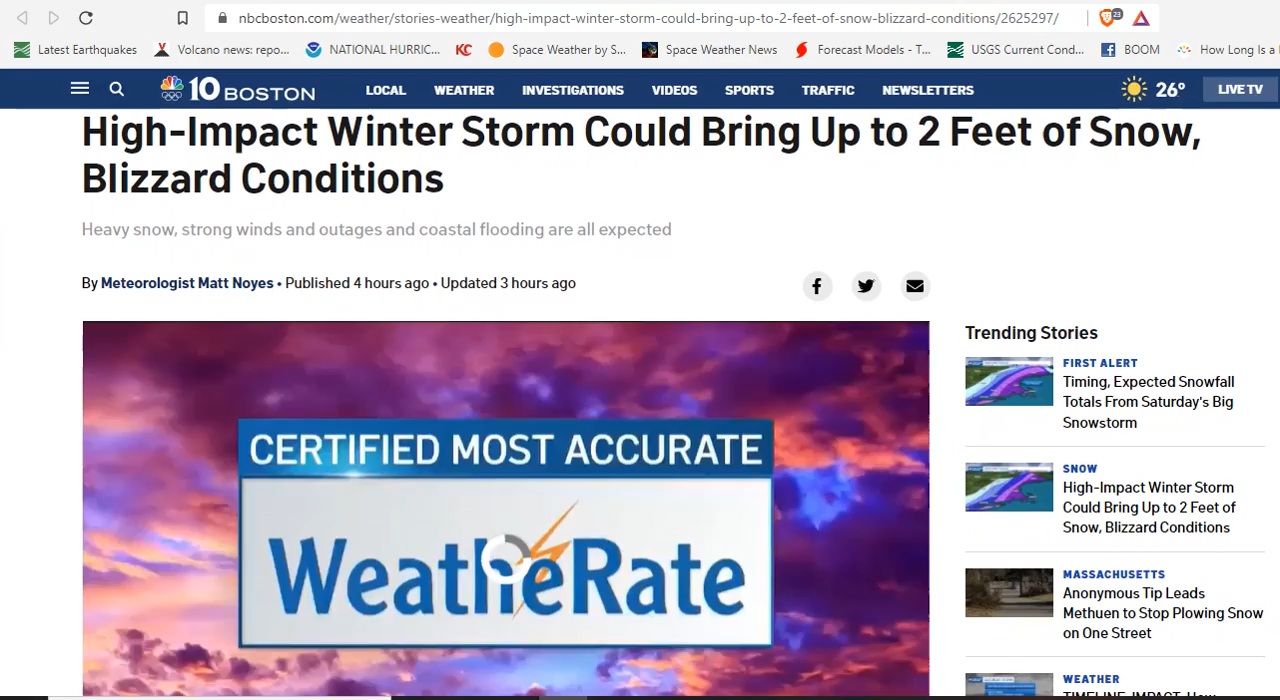 nbcboston.com/weather/stories-weather/high-impact-winter-storm-could-bring-up-to-2-feet-of-snow-blizzard-conditions/2625297/
23
Latest Earthquakes
Volcano news: repo...
NATIONAL HURRIC...
KC
Space Weather by S...
Space Weather News
Forecast Models - T...
USGS Current Cond...
BOOM
How Long Is a
10 BOSTON
LOCAL
WEATHER
INVESTIGATIONS
VIDEOS
SPORTS
TRAFFIC
NEWSLETTERS
26°
LIVE TV
High-Impact Winter Storm Could Bring Up to 2 Feet of Snow,
Blizzard Conditions
Heavy snow, strong winds and outages and coastal flooding are all expected
By Meteorologist Matt Noyes • Published 4 hours ago • Updated 3 hours ago
CERTIFIED MOST ACCURATE
WeatheRate
Trending Stories
FIRST ALERT
Timing, Expected Snowfall
Totals From Saturday's Big
Snowstorm
SNOW
High-Impact Winter Storm
Could Bring Up to 2 Feet of
Snow, Blizzard Conditions
MASSACHUSETTS
Anonymous Tip Leads
Methuen to Stop Plowing Snow
on One Street
WEATHER
TIMELINE, IMPACT: How